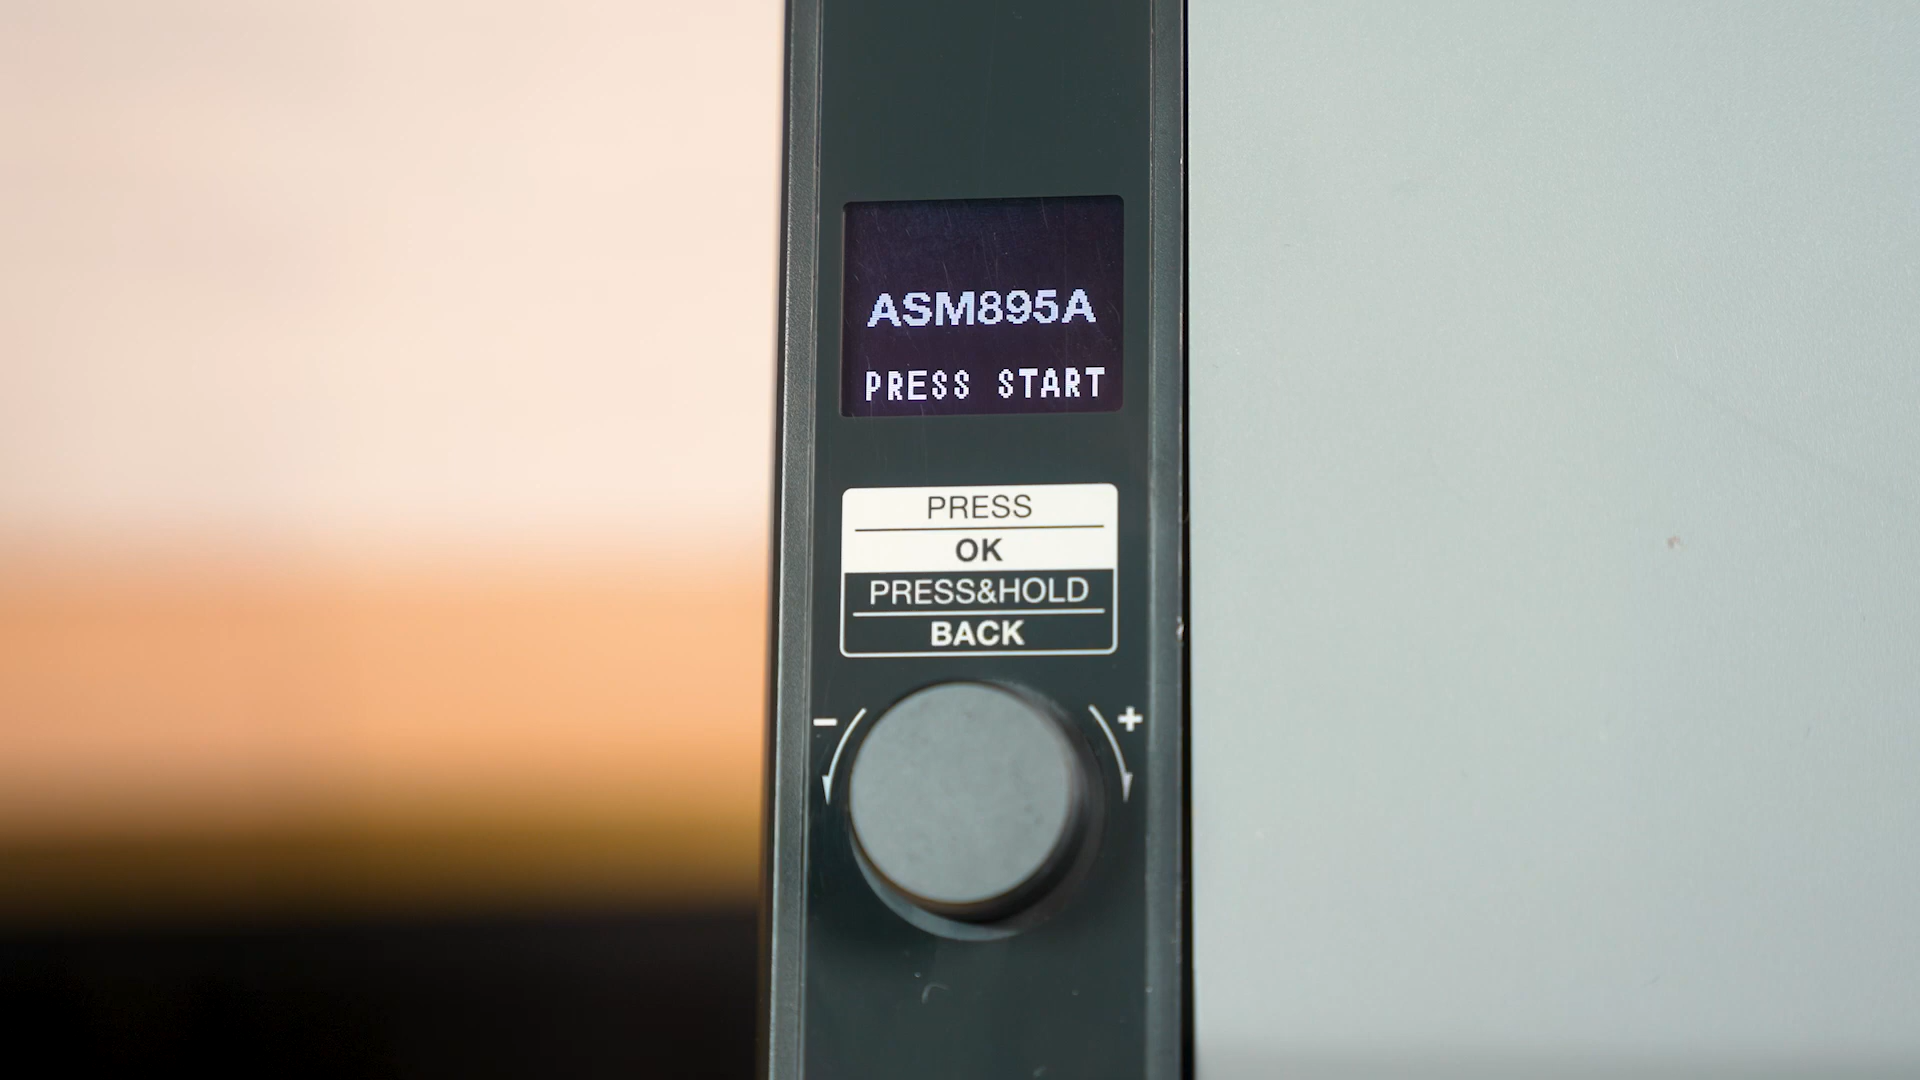 ASM895A
PRESS START
PRESS
OK
PRESS&HOLD
BACK
- +